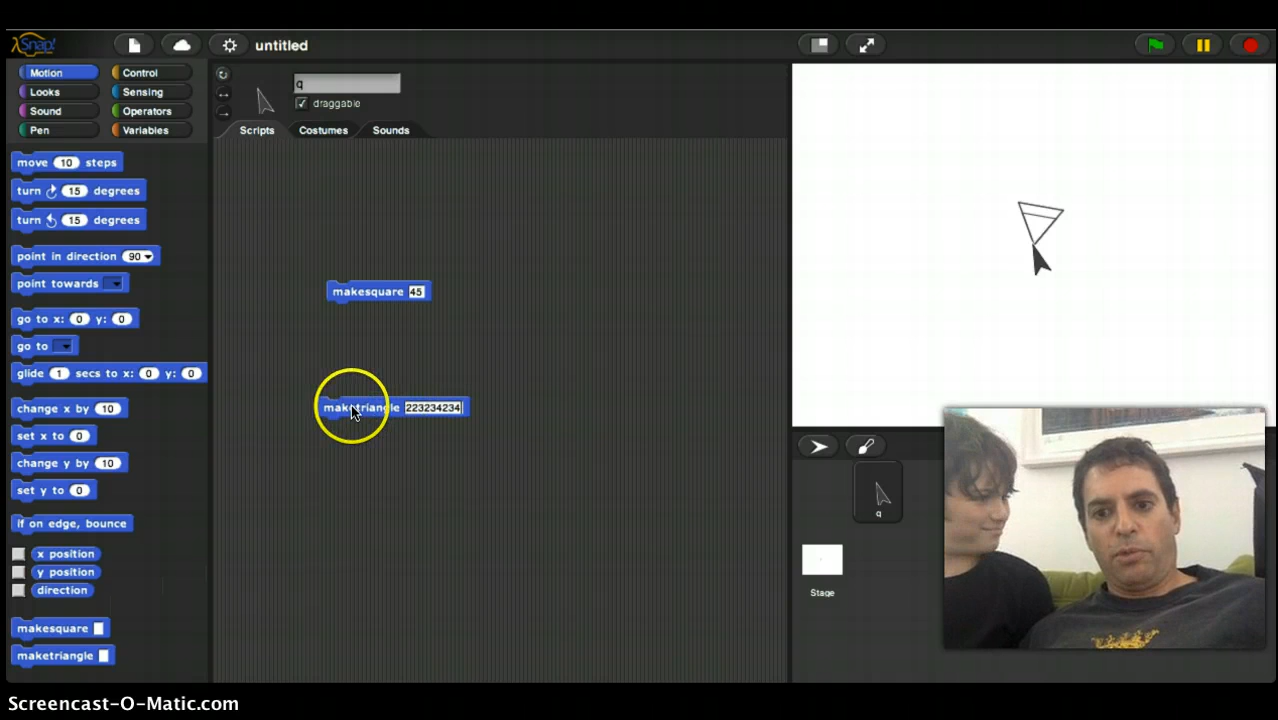 Snap!
untitled
Motion
Control
Looks
Sensing
Sound
Operators
Pen
Variables
q
draggable
Scripts
Costumes
Sounds
move 10 steps
turn 15 degrees
turn 15 degrees
point in direction 90
point towards
go to x: 0 y: 0
go to
glide 1 secs to x: 0 y: 0
change x by 10
set x to 0
change y by 10
set y to 0
if on edge, bounce
x position
y position
direction
makesquare
maketriangle
makesquare 45
maketriangle 223234234
q
Stage
Screencast-O-Matic.com